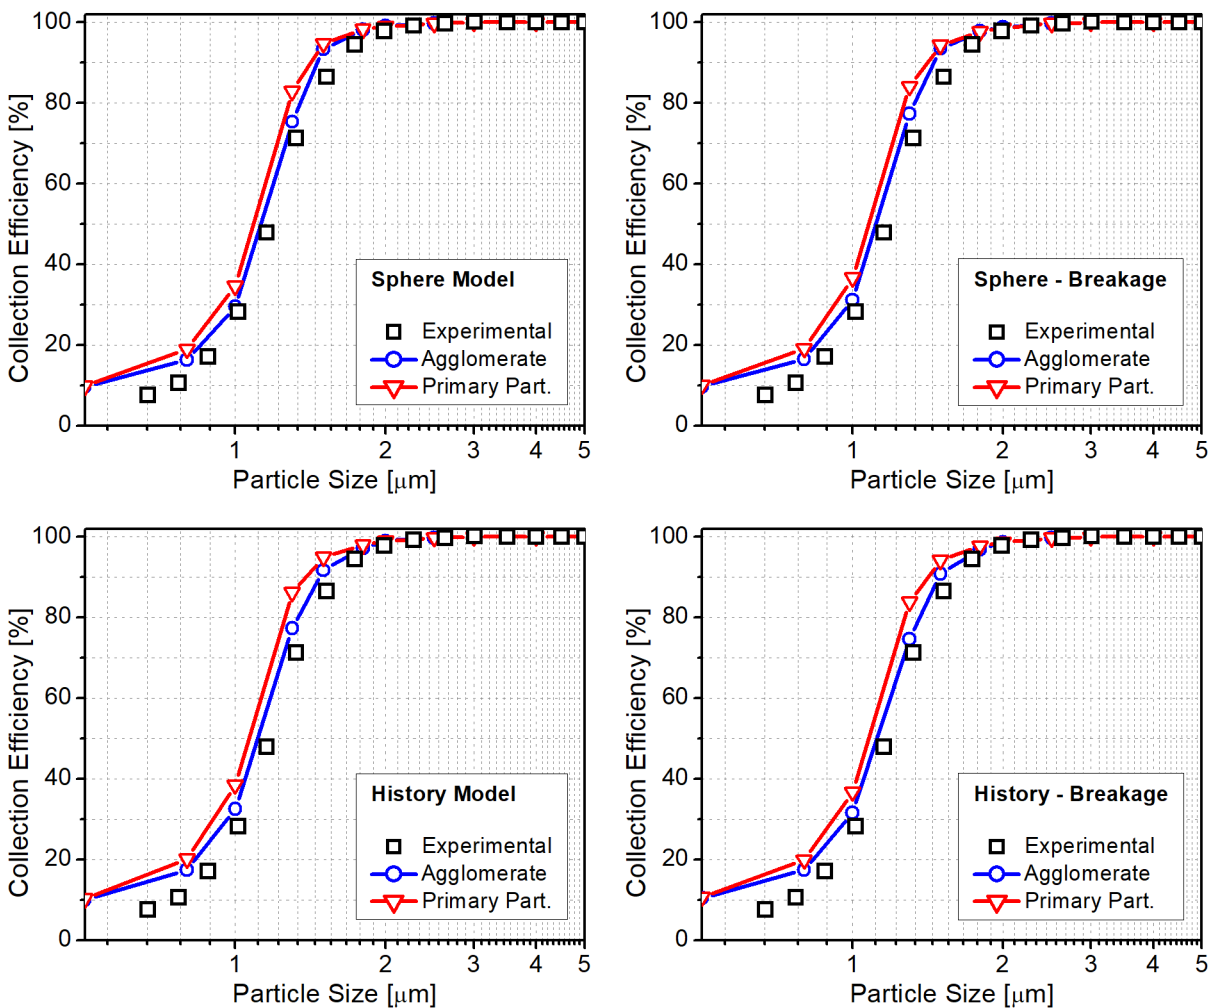 100
80
60
40
20
0
Collection Efficiency [%]
Sphere Model
Experimental
Agglomerate
Primary Part.
1
2
3
4
5
Particle Size [μm]
100
80
60
40
20
0
Collection Efficiency [%]
Sphere - Breakage
Experimental
Agglomerate
Primary Part.
1
2
3
4
5
Particle Size [μm]
100
80
60
40
20
0
Collection Efficiency [%]
History Model
Experimental
Agglomerate
Primary Part.
1
2
3
4
5
Particle Size [μm]
100
80
60
40
20
0
Collection Efficiency [%]
History - Breakage
Experimental
Agglomerate
Primary Part.
1
2
3
4
5
Particle Size [μm]